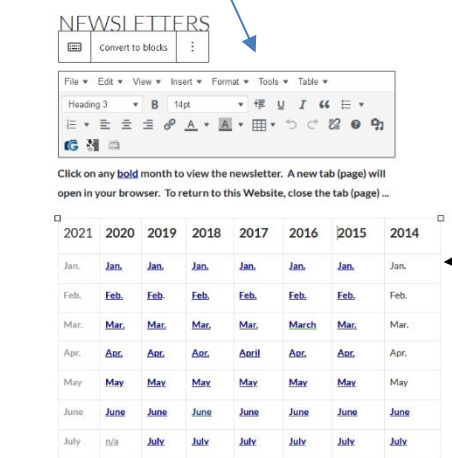 NEWSLETTERS
Convert to blocks
File Edit View Insert Format Tools Table
Heading 3 B 14pt U I
A A
Click on any bold month to view the newsletter. A new tab (page) will
open in your browser. To return to this Website, close the tab (page) ...
2021 2020 2019 2018 2017 2016 2015 2014
Jan. Jan. Jan. Jan. Jan. Jan. Jan. Jan.
Feb. Feb. Feb. Feb. Feb. Feb. Feb. Feb.
Mar. Mar. Mar. Mar. Mar. March Mar. Mar.
Apr. Apr. Apr. Apr. April Apr. Apr. Apr.
May May May May May May May May
June June June June June June June June
July n/a July July July July July July